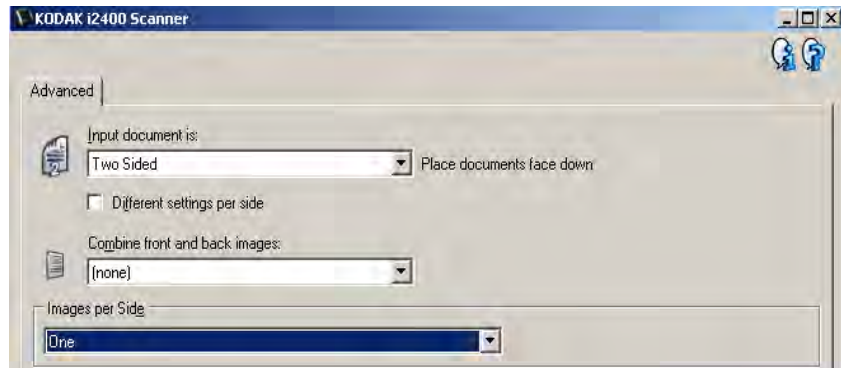 KODAK i2400 Scanner
Advanced
Input document is:
Two Sided Place documents face down
Different settings per side
Combine front and back images:
(none)
Images per Side
One